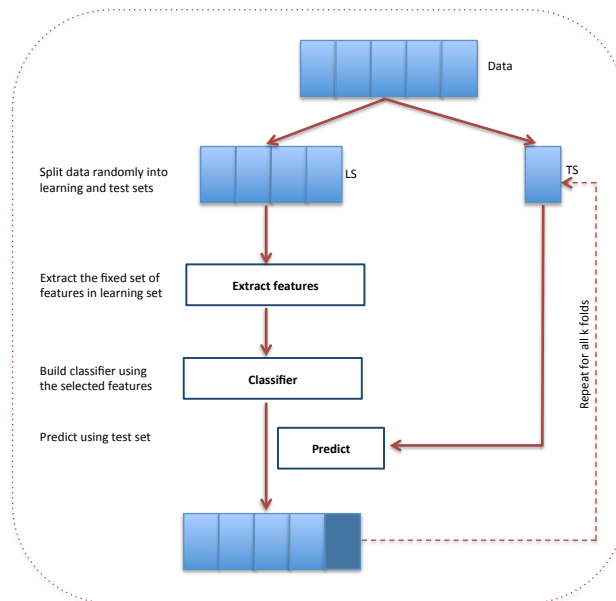 Data
Split data randomly into
learning and test sets
LS
TS
Extract the fixed set of
features in learning set
Extract features
Build classifier using
the selected features
Classifier
Predict using test set
Predict
Repeat for all k folds